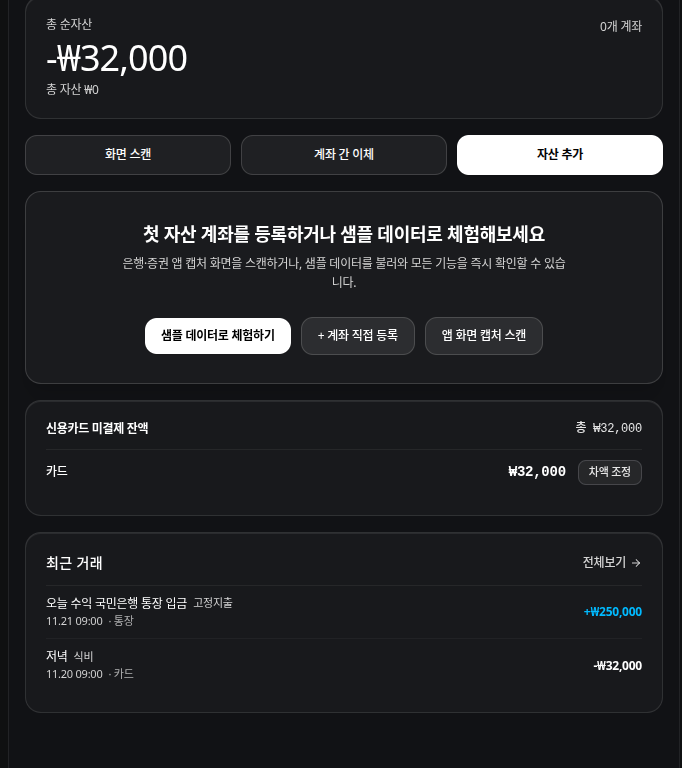 총 순자산
0개 계좌
-₩32,000
총 자산 ₩0
화면 스캔
계좌 간 이체
자산 추가
첫 자산 계좌를 등록하거나 샘플 데이터로 체험해보세요
은행·증권 앱 캡처 화면을 스캔하거나, 샘플 데이터를 불러와 모든 기능을 즉시 확인할 수 있습
니다.
샘플 데이터로 체험하기
+ 계좌 직접 등록
앱 화면 캡처 스캔
신용카드 미결제 잔액
총 ₩32,000
카드
₩32,000
차액 조정
최근 거래
전체보기 →
오늘 수익 국민은행 통장 입금 고정지출
11.21 09:00 · 통장
+₩250,000
저녁 식비
11.20 09:00 · 카드
-₩32,000